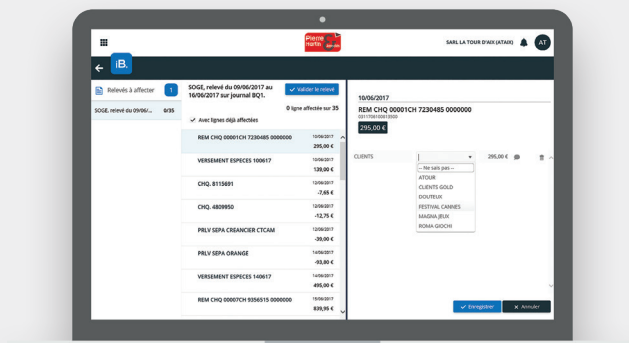 Pierre
martin
SARL LA TOUR D'AIX (ATAIX)
AT
iB.
Relevés à affecter
1
SOGE, relevé du 09/06/...
0/35
SOGE, relevé du 09/06/2017 au
16/06/2017 sur journal BQ1.
Valider le relevé
0 ligne affectée sur 35
Avec lignes déjà affectées
REM CHQ 00001CH 7230485 0000000
10/06/2017
295,00 €
VERSEMENT ESPECES 100617
12/06/2017
139,00 €
CHQ. 8115691
12/06/2017
-7,65 €
CHQ. 4809950
12/06/2017
-12,75 €
PRLV SEPA CREANCIER CTCAM
12/06/2017
-39,00 €
PRLV SEPA ORANGE
14/06/2017
-93,80 €
VERSEMENT ESPECES 140617
14/06/2017
495,00 €
REM CHQ 00007CH 9356515 0000000
15/06/2017
839,95 €
10/06/2017
REM CHQ 00001CH 7230485 0000000
295,00 €
CLIENTS
295,00 €
-- Ne sais pas --
ATOUR
CLIENTS GOLD
DOUTEUX
FESTIVAL CANNES
MAGNA JEUX
ROMA GIOCHI
Enregistrer
Annuler